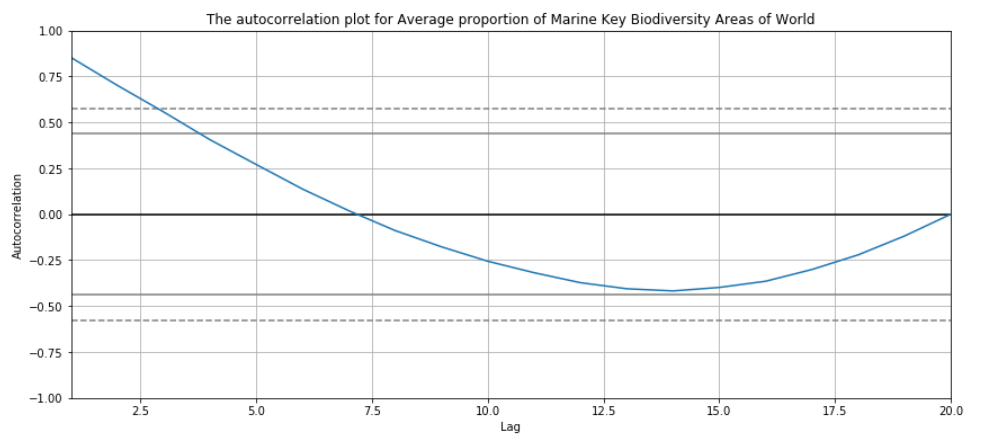 The autocorrelation plot for Average proportion of Marine Key Biodiversity Areas of World
1.00
0.75
0.50
0.25
0.00
−0.25
−0.50
−0.75
−1.00
Autocorrelation
2.5 5.0 7.5 10.0 12.5 15.0 17.5 20.0
Lag